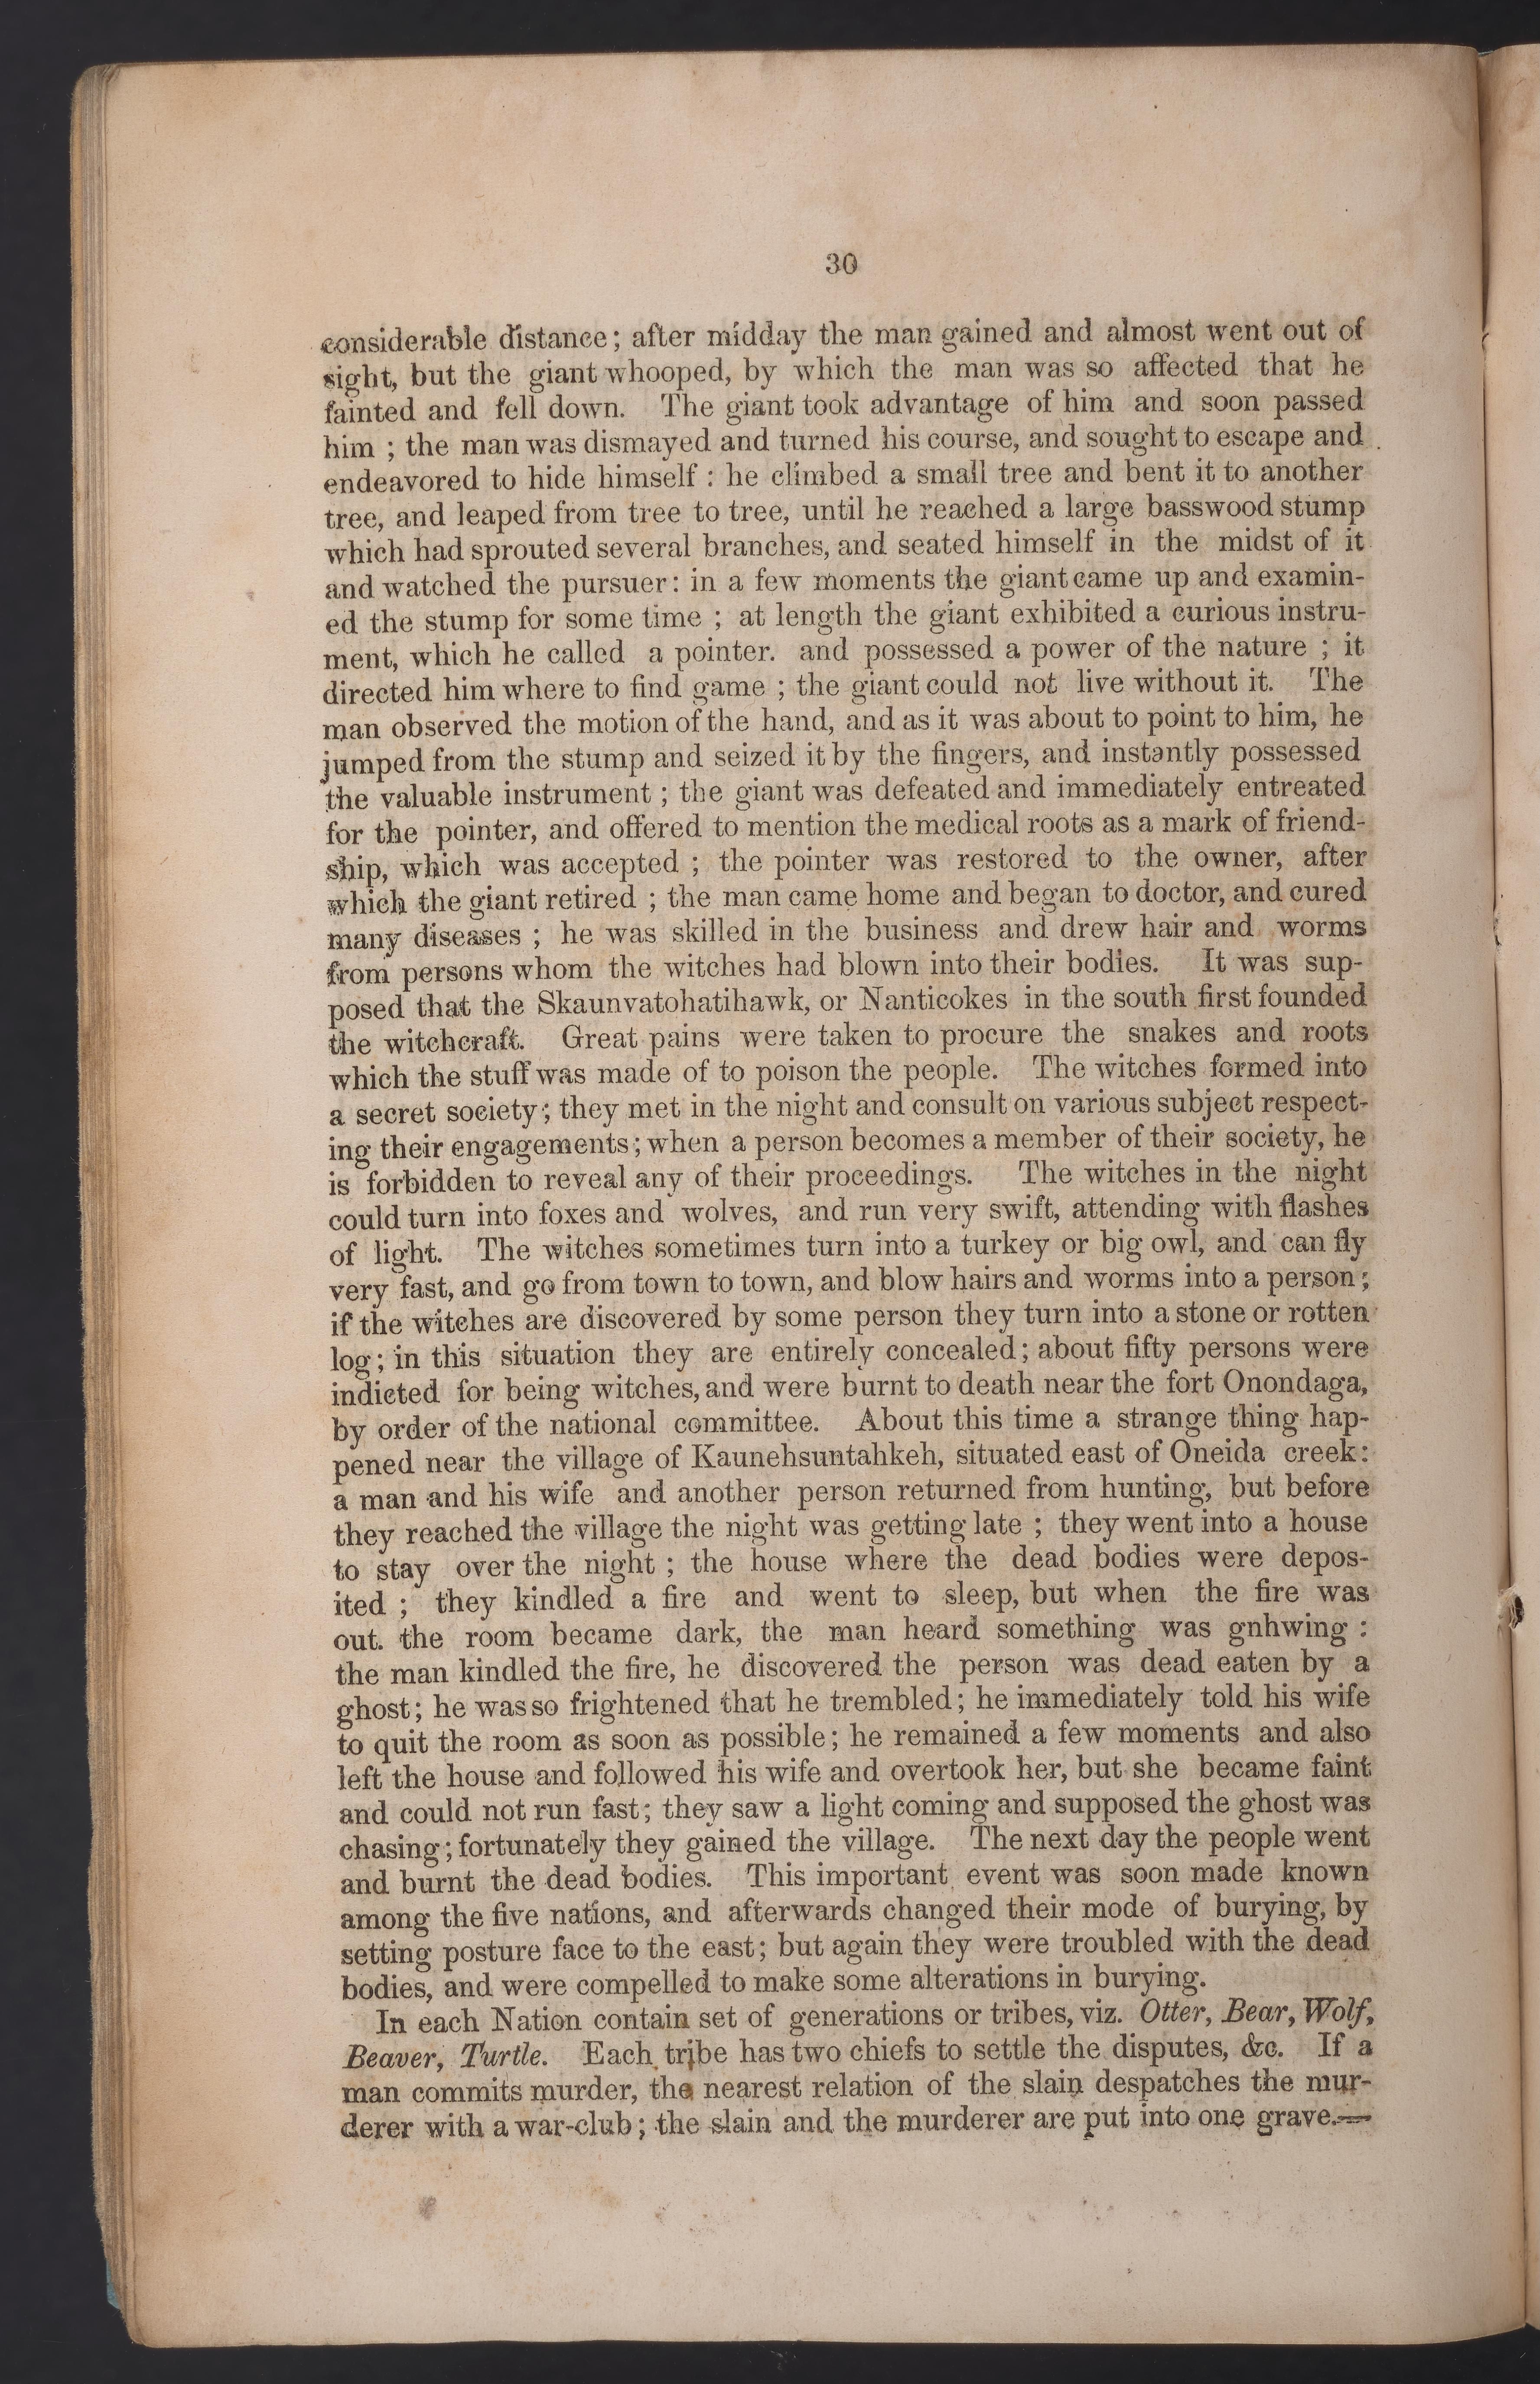 30
considerable distance; after midday the man gained and almost went out of
sight, but the giant whooped, by which the man was so affected that he
fainted and fell down. The giant took advantage of him and soon passed
him ; the man was dismayed and turned his course, and sought to escape and
endeavored to hide himself : he climbed a small tree and bent it to another
tree, and leaped from tree to tree, until he reached a large basswood stump
which had sprouted several branches, and seated himself in the midst of it
and watched the pursuer: in a few moments the giant came up and examin-
ed the stump for some time ; at length the giant exhibited a curious instru-
ment, which he called a pointer. and possessed a power of the nature ; it
directed him where to find game ; the giant could not live without it. The
man observed the motion of the hand, and as it was about to point to him, he
jumped from the stump and seized it by the fingers, and instantly possessed
the valuable instrument ; the giant was defeated and immediately entreated
for the pointer, and offered to mention the medical roots as a mark of friend-
ship, which was accepted ; the pointer was restored to the owner, after
which the giant retired ; the man came home and began to doctor, and cured
many diseases ; he was skilled in the business and drew hair and worms
from persons whom the witches had blown into their bodies. It was sup-
posed that the Skaunvatohatihawk, or Nanticokes in the south first founded
the witchcraft. Great pains were taken to procure the snakes and roots
which the stuff was made of to poison the people. The witches formed into
a secret society; they met in the night and consult on various subject respect-
ing their engagements; when a person becomes a member of their society, he
is forbidden to reveal any of their proceedings. The witches in the night
could turn into foxes and wolves, and run very swift, attending with flashes
of light. The witches sometimes turn into a turkey or big owl, and can fly
very fast, and go from town to town, and blow hairs and worms into a person;
if the witches are discovered by some person they turn into a stone or rotten
log; in this situation they are entirely concealed; about fifty persons were
indicted for being witches, and were burnt to death near the fort Onondaga,
by order of the national committee. About this time a strange thing hap-
pened near the village of Kaunehsuntahkeh, situated east of Oneida creek:
a man and his wife and another person returned from hunting, but before
they reached the village the night was getting late ; they went into a house
to stay over the night ; the house where the dead bodies were depos-
ited ; they kindled a fire and went to sleep, but when the fire was
out. the room became dark, the man heard something was gnhwing :
the man kindled the fire, he discovered the person was dead eaten by a
ghost; he was so frightened that he trembled; he immediately told his wife
to quit the room as soon as possible; he remained a few moments and also
left the house and followed his wife and overtook her, but she became faint
and could not run fast; they saw a light coming and supposed the ghost was
chasing; fortunately they gained the village. The next day the people went
and burnt the dead bodies. This important event was soon made known
among the five nations, and afterwards changed their mode of burying, by
setting posture face to the east; but again they were troubled with the dead
bodies, and were compelled to make some alterations in burying.
In each Nation contain set of generations or tribes, viz. Otter, Bear, Wolf,
Beaver, Turtle. Each tribe has two chiefs to settle the disputes, &c. If a
man commits murder, the nearest relation of the slain despatches the mur-
derer with a war-club; the slain and the murderer are put into one grave.—